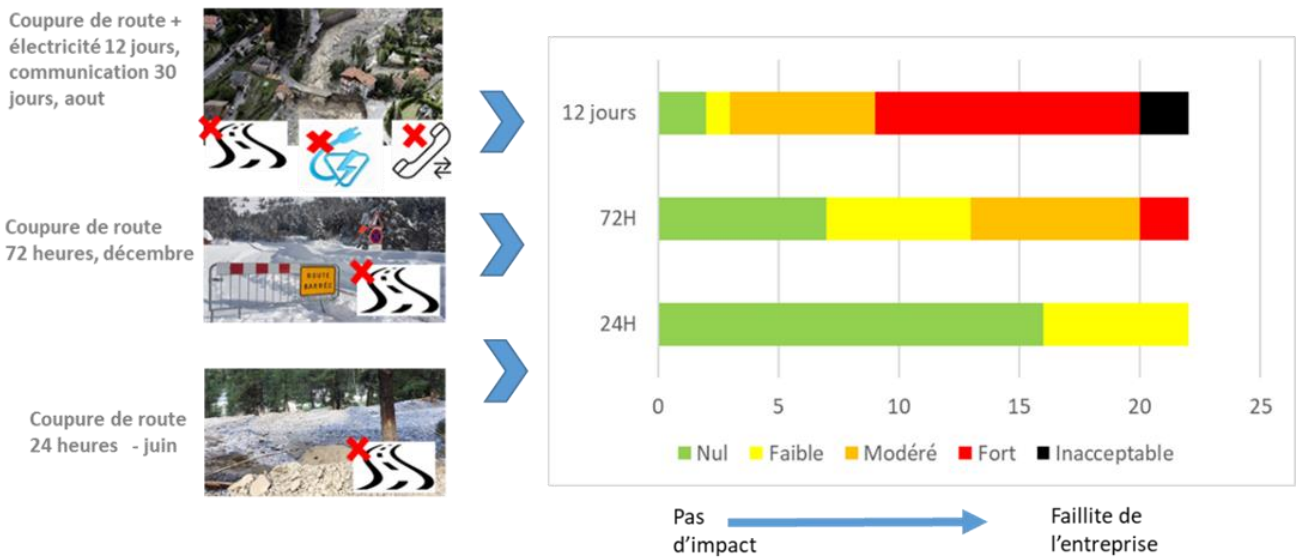 Coupure de route +
électricité 12 jours,
communication 30
jours, aout
Coupure de route
72 heures, décembre
ROUTE
BARRÉE
Coupure de route
24 heures - juin
12 jours
72H
24H
0 5 10 15 20 25
Nul Faible Modéré Fort Inacceptable
Pas
d'impact
Faillite de
l'entreprise